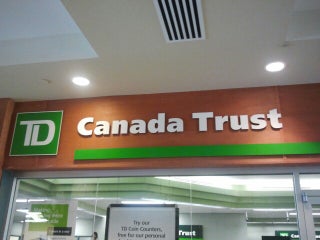 TD Canada Trust
Try our
TD Coin Counters,
free for our personal
Trust